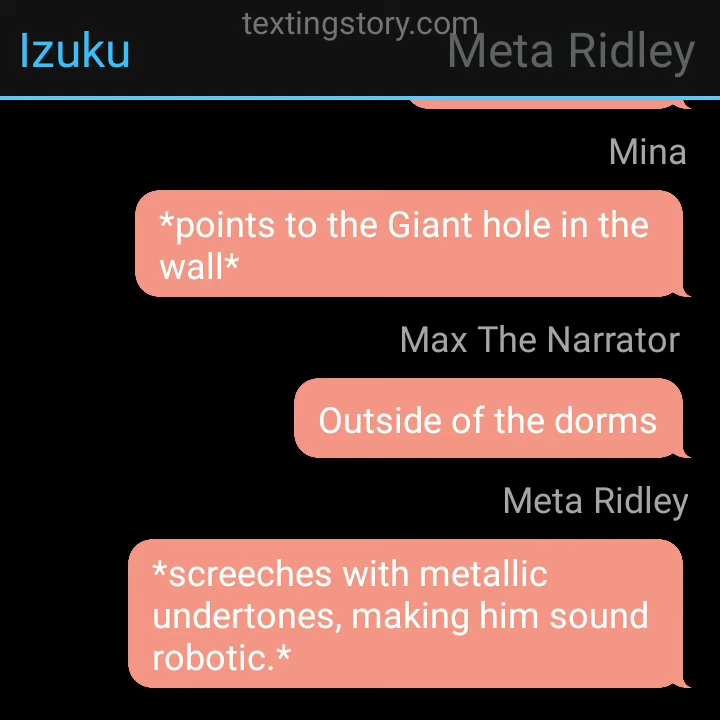 textingstory.com
Izuku
Meta Ridley
Mina
*points to the Giant hole in the
wall*
Max The Narrator
Outside of the dorms
Meta Ridley
*screeches with metallic
undertones, making him sound
robotic.*